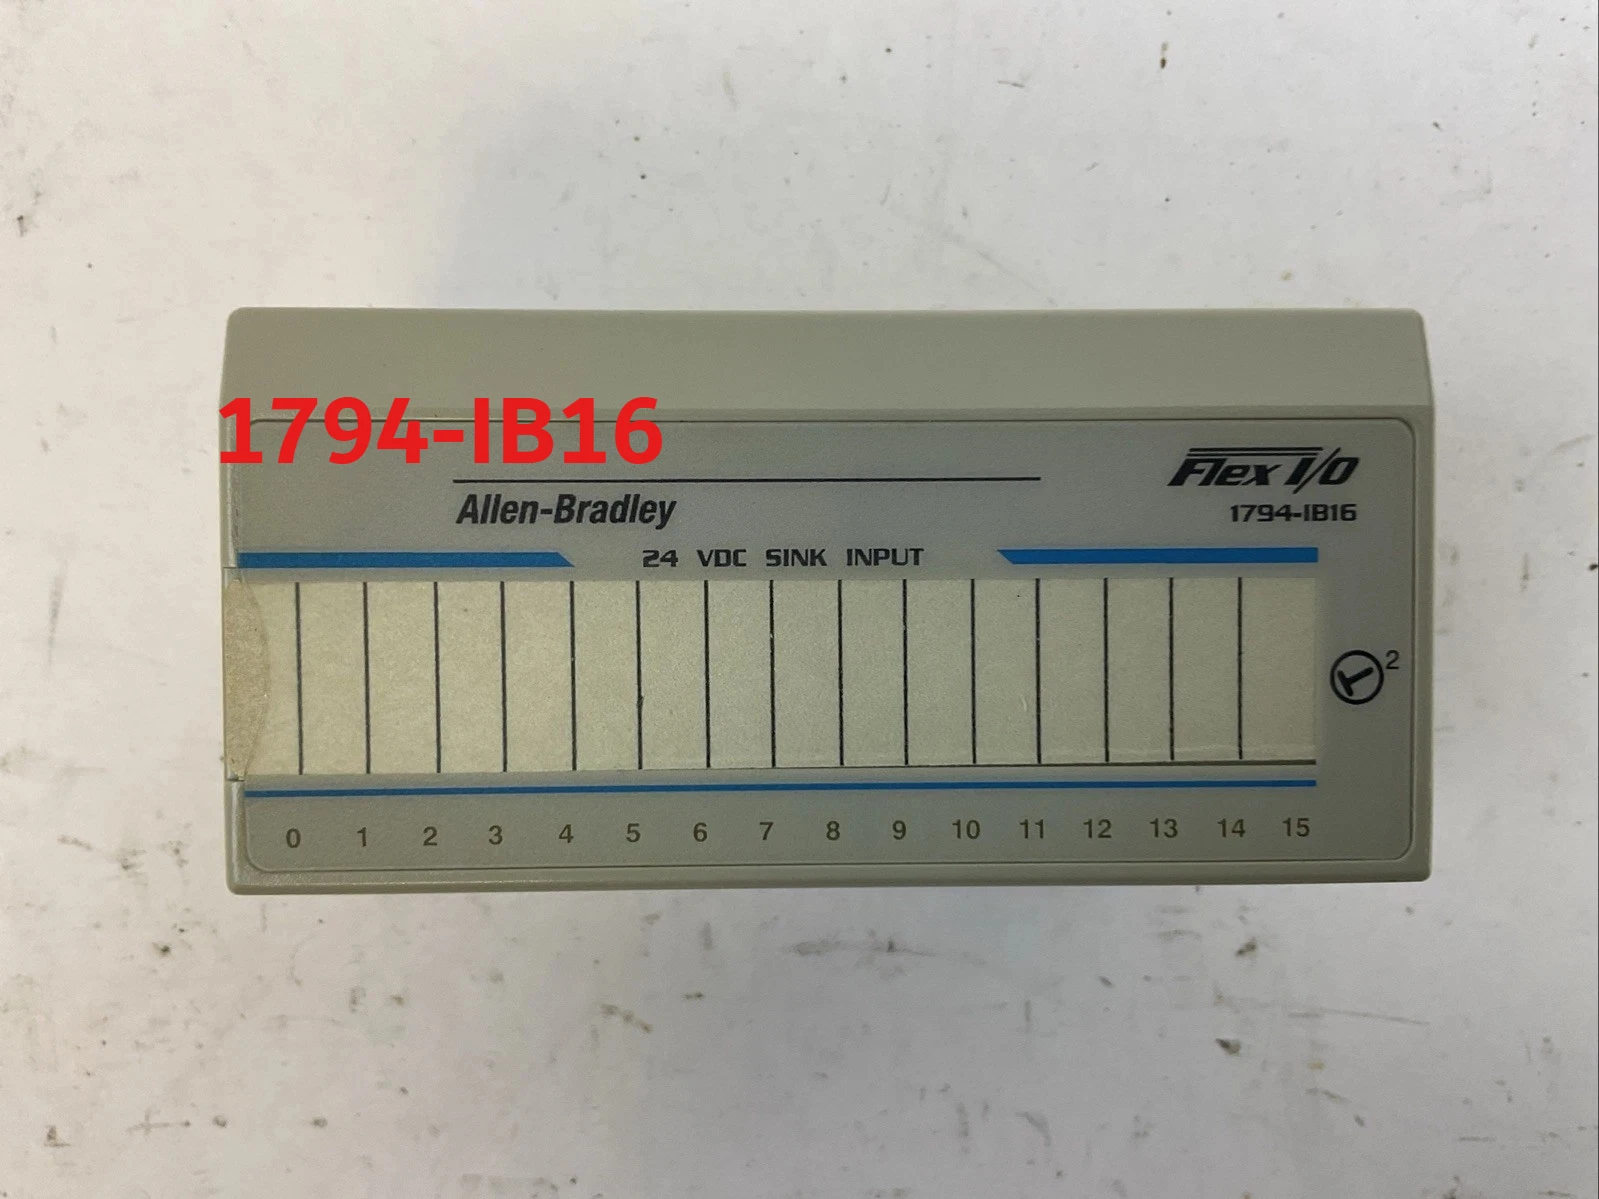 1794-IB16
Flex I/O
Allen-Bradley
1794-IB16
24 VDC SINK INPUT
2
0 1 2 3 4 5 6 7 8 9 10 11 12 13 14 15